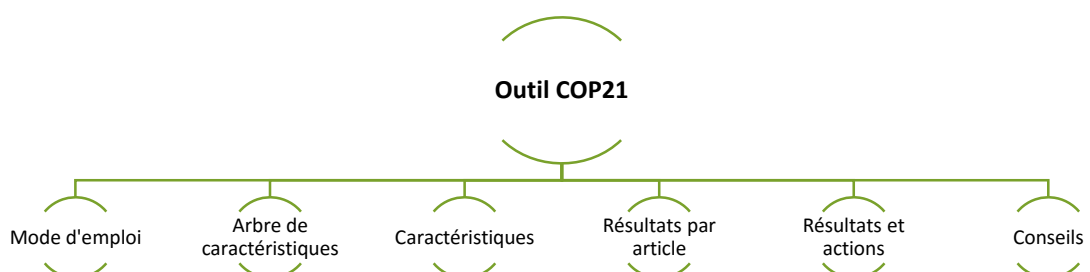 Outil COP21
Mode d'emploi
Arbre de
caractéristiques
Caractéristiques
Résultats par
article
Résultats et
actions
Conseils